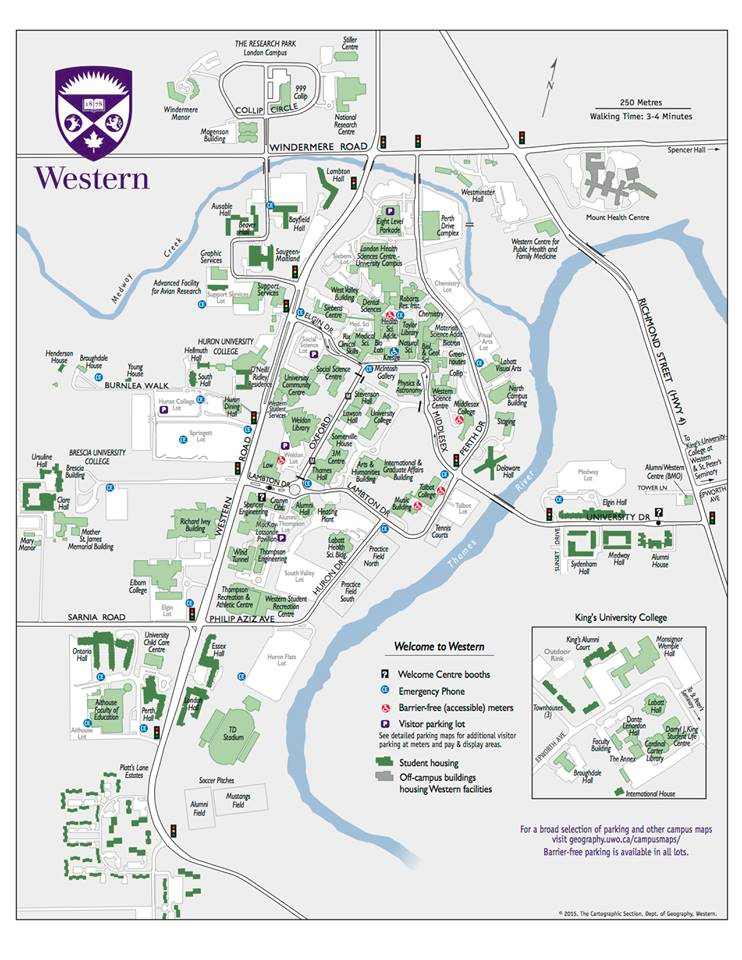 THE RESEARCH PARK
London Campus
Stiller
Centre
999
Collip
Windermere
Manor
COLLIP CIRCLE
Mogenson
Building
National
Research
Centre
1878
Western
250 Metres
Walking Time: 3-4 Minutes
WINDERMERE ROAD
Spencer Hall
Lambton
Hall
Westminster
Hall
Mount Health Centre
Ausable
Hall
Beaver
Hall
Bayfield
Hall
Eight Level
Parkade
Perth
Drive
Complex
Medway Creek
Graphic
Services
Saugeen-
Maitland
Siebens
Lot
London Health
Sciences Centre -
University Campus
Western Centre for
Public Health and
Family Medicine
Advanced Facility
for Avian Research
Support Services
Lot
Support
Services
West Valley
Building
Dental
Sciences
Robarts
Res. Inst.
Chemistry
Lot
Siebens
Centre
Med. Sci
Lot
Health
Sci.
Addn.
Taylor
Library
Chemistry
ELGIN DR
Rix
Clinical
Skills
Med.
Sci
Bio
Lab
Kresge
Natural
Sci.
Materials
Science Addn.
Biotron
Visual Arts
Lot
Social
Science
Lot
Biol. &
Geol.
Green-
houses
HURON UNIVERSITY
COLLEGE
Hellmuth
Hall
O'Neill/
Ridley
Residence
South
Hall
Henderson
House
Broughdale
House
Young
House
BURNLEA WALK
Social Science
Centre
McIntosh
Gallery
Collip
Labatt
Visual Arts
RICHMOND STREET (HWY 4)
University
Community
Centre
Physics &
Astronomy
Western
Science
Centre
North
Campus
Building
Huron College
Lot
Huron
Dining
Hall
Western
Student
Services
Stevenson
Hall
Lawson
Hall
University
College
Middlesex
College
Staging
Weldon
Library
OXFORD
MIDDLESEX
PERTH DR
Springett
Lot
Somerville
House
3M
Centre
BRESCIA UNIVERSITY
COLLEGE
Law
Weldon
Lot
Thames
Hall
Arts &
Humanities
Building
International &
Graduate Affairs
Building
Delaware
Hall
Ursuline
Hall
Brescia
Building
Clare
Hall
LAMBTON DR
LAMBTON DR
Talbot
College
Music
Building
Talbot
Lot
River
Medway
Lot
Alumni/Western
Centre (BMO)
To
King's University
College at
Western
& St. Peter's
Seminary
TOWER LN
EPWORTH AVE
Elgin Hall
UNIVERSITY DR
WESTERN ROAD
Spencer
Engineering
Cronyn
Obs.
Alumni
Hall
Heating
Plant
Mother
St. James
Memorial Building
Mary
Manor
Richard Ivey
Building
MacKay-
Lassonde
Pavilion
Alumni/
Thompson
Lot
Tennis
Courts
Thames
SUNSET DRIVE
Sydenham
Hall
Medway
Hall
Alumni
House
Wind
Tunnel
Thompson
Engineering
Labatt
Health
Sci. Bldg.
Practice
Field
North
Elborn
College
South Valley
Lot
HURON DR
Practice
Field
South
Thompson
Recreation &
Athletic Centre
Western Student
Recreation
Centre
Elgin
Lot
SARNIA ROAD
PHILIP AZIZ AVE
Ontario
Hall
University
Child Care
Centre
Essex
Hall
Huron Flats
Lot
Althouse
Faculty of
Education
Althouse
Lot
Perth
Hall
London
Hall
TD
Stadium
Platt's Lane
Estates
Soccer Pitches
Alumni
Field
Mustangs
Field
Welcome to Western
Welcome Centre booths
Emergency Phone
Barrier-free (accessible) meters
Visitor parking lot
See detailed parking maps for additional visitor
parking at meters and pay & display areas.
Student housing
Off-campus buildings
housing Western facilities
King's University College
King's Alumni
Court
Monsignor
Wemple
Hall
Outdoor
Rink
To St. Peter's
Seminary
Townhouses
(3)
Labatt
Hall
Dante
Lenardon
Hall
Darryl J. King
Student Life
Centre
EPWORTH AVE
Faculty
Building
Cardinal
Carter
Library
The Annex
Broughdale
Hall
International House
For a broad selection of parking and other campus maps
visit geography.uwo.ca/campusmaps/
Barrier-free parking is available in all lots.
© 2015. The Cartographic Section, Dept. of Geography, Western.